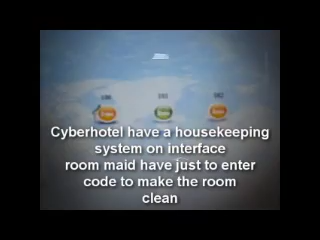 Cyberhotel have a housekeeping
system on interface
room maid have just to enter
code to make the room
clean